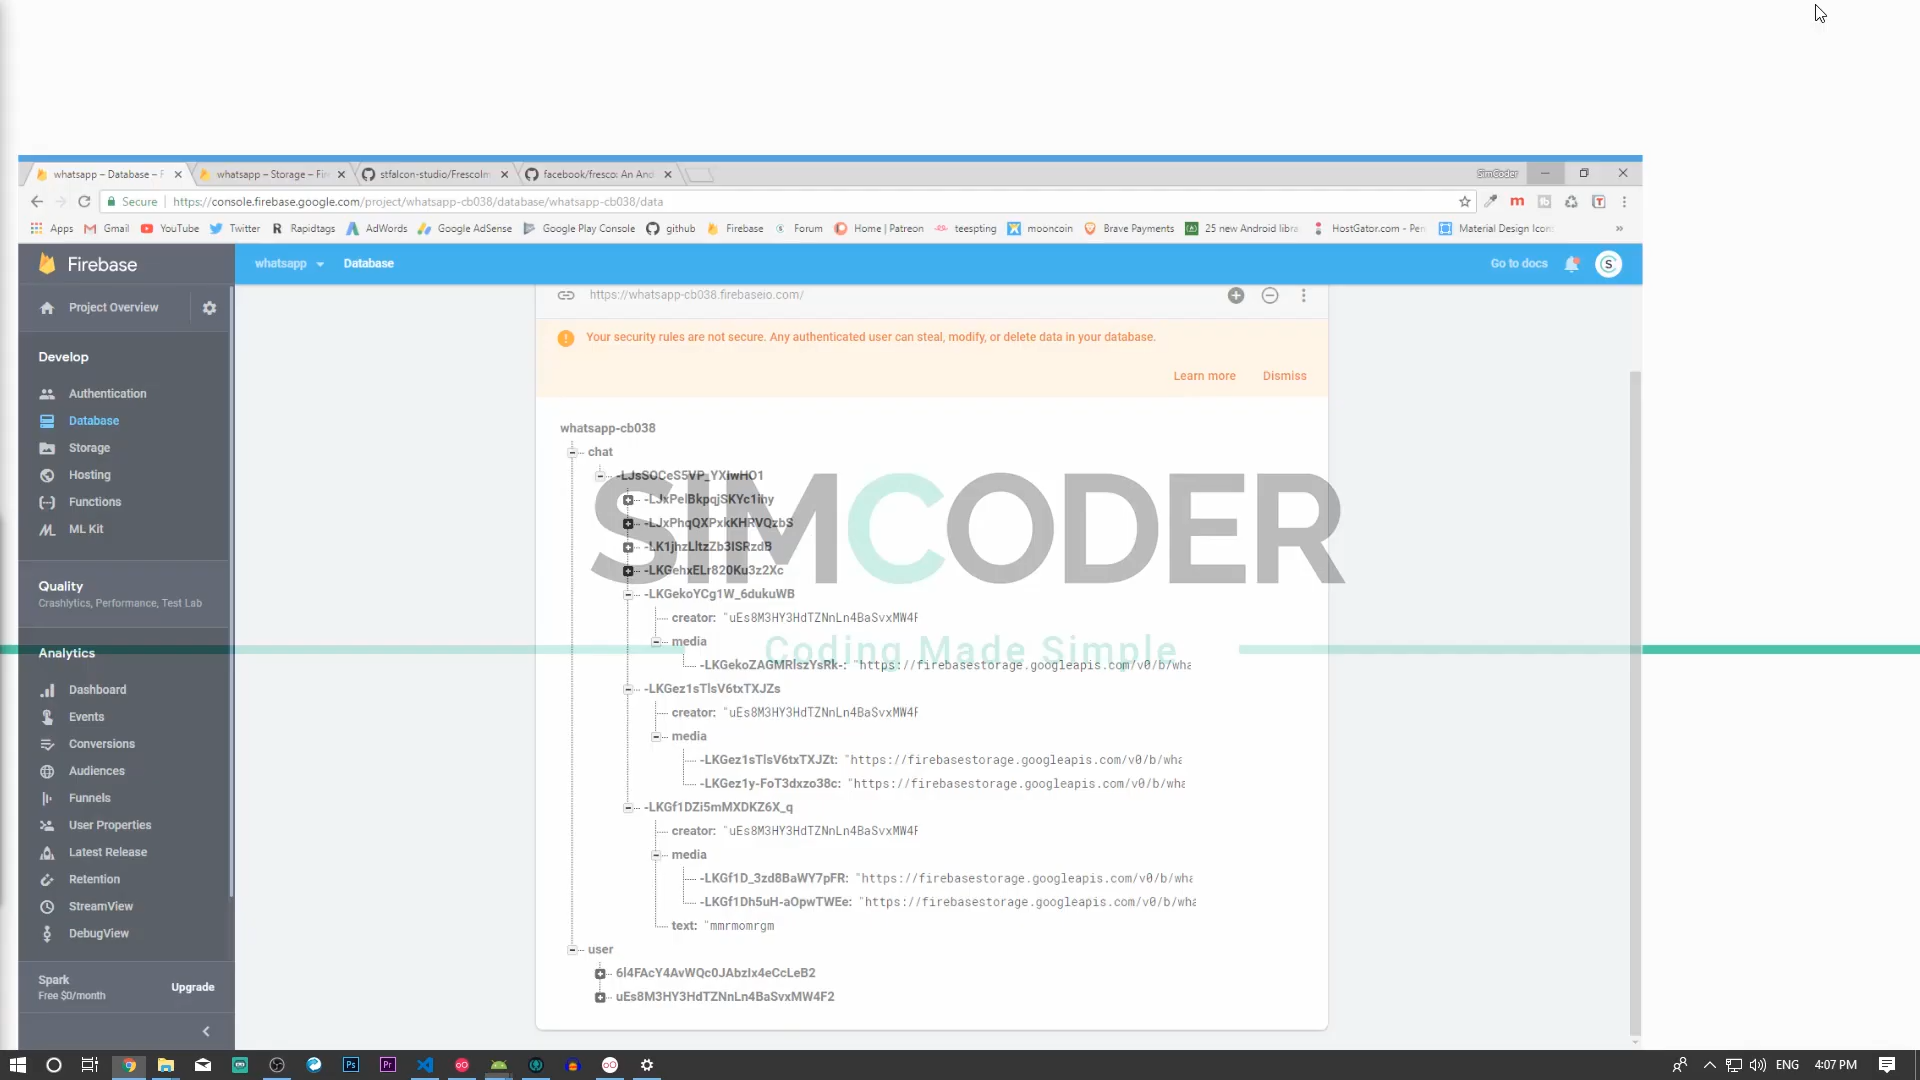 whatsapp – Database – F
whatsapp – Storage – Fir
stfalcon-studio/FrescoIm
facebook/fresco: An And
SimCoder
Secure
https://console.firebase.google.com/project/whatsapp-cb038/database/whatsapp-cb038/data
Apps
Gmail
YouTube
Twitter
Rapidtags
AdWords
Google AdSense
Google Play Console
github
Firebase
Forum
Home | Patreon
teespting
mooncoin
Brave Payments
25 new Android libra
HostGator.com - Per
Material Design Icon
Firebase
whatsapp
Database
Go to docs
Project Overview
https://whatsapp-cb038.firebaseio.com/
Your security rules are not secure. Any authenticated user can steal, modify, or delete data in your database.
Learn more
Dismiss
Develop
Authentication
Database
Storage
Hosting
Functions
ML Kit
Quality
Crashlytics, Performance, Test Lab
Analytics
Dashboard
Events
Conversions
Audiences
Funnels
User Properties
Latest Release
Retention
StreamView
DebugView
Spark
Free $0/month
Upgrade
whatsapp-cb038
chat
-LJsSOCeS5VP_YXIwHO1
-LJxPelBkpqjSKYc1ihy
-LJxPhqQXPxkKHRVQzbS
-LK1jhzLltzZb3ISRzdB
-LKGehxELr820Ku3z2Xc
-LKGekoYCg1W_6dukuWB
creator: "uEs8M3HY3HdTZNnLn4BaSvxMW4F
media
-LKGekoZAGMRlszYsRk-: "https://firebasestorage.googleapis.com/v0/b/wha
-LKGez1sTlsV6txTXJZs
creator: "uEs8M3HY3HdTZNnLn4BaSvxMW4F
media
-LKGez1sTlsV6txTXJZt: "https://firebasestorage.googleapis.com/v0/b/wha
-LKGez1y-FoT3dxzo38c: "https://firebasestorage.googleapis.com/v0/b/wha
-LKGf1DZi5mMXDKZ6X_q
creator: "uEs8M3HY3HdTZNnLn4BaSvxMW4F
media
-LKGf1D_3zd8BaWY7pFR: "https://firebasestorage.googleapis.com/v0/b/wha
-LKGf1Dh5uH-aOpwTWEe: "https://firebasestorage.googleapis.com/v0/b/wha
text: "mmrmomrgm
user
6l4FAcY4AvWQc0JAbzIx4eCcLeB2
uEs8M3HY3HdTZNnLn4BaSvxMW4F2
SIMCODER
Coding Made Simple
ENG
4:07 PM